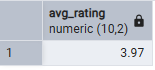 avg_rating
numeric (10,2)
1
3.97